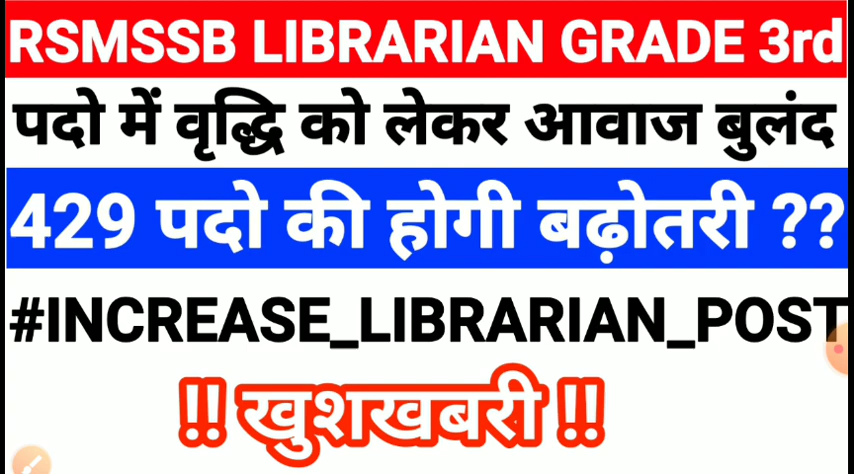 RSMSSB LIBRARIAN GRADE 3rd
पदो में वृद्धि को लेकर आवाज बुलंद
429 पदो की होगी बढ़ोतरी ??
#INCREASE_LIBRARIAN_POST
!! खुशखबरी !!